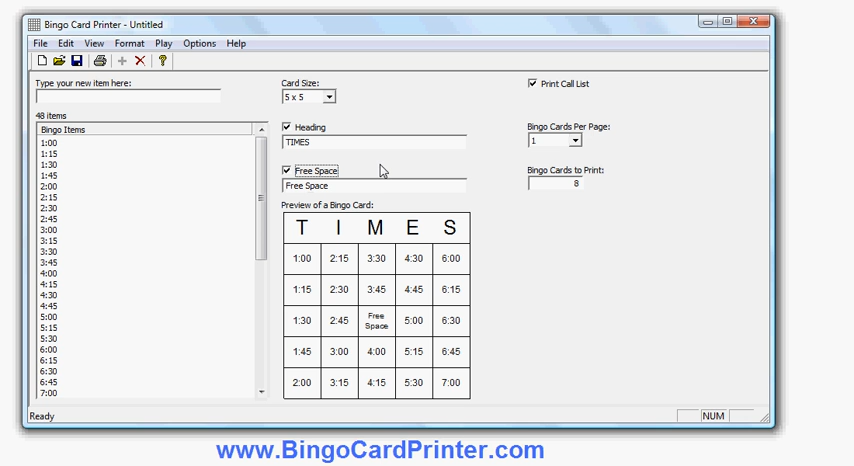 Bingo Card Printer - Untitled
File Edit View Format Play Options Help
Type your new item here:
48 items
Bingo Items
1:00
1:15
1:30
1:45
2:00
2:15
2:30
2:45
3:00
3:15
3:30
3:45
4:00
4:15
4:30
4:45
5:00
5:15
5:30
5:45
6:00
6:15
6:30
6:45
7:00
Card Size:
5 x 5
Heading
TIMES
Free Space
Free Space
Preview of a Bingo Card:
T I M E S
1:00 2:15 3:30 4:30 6:00
1:15 2:30 3:45 4:45 6:15
1:30 2:45 Free Space 5:00 6:30
1:45 3:00 4:00 5:15 6:45
2:00 3:15 4:15 5:30 7:00
Print Call List
Bingo Cards Per Page:
1
Bingo Cards to Print:
8
Ready NUM
www.BingoCardPrinter.com